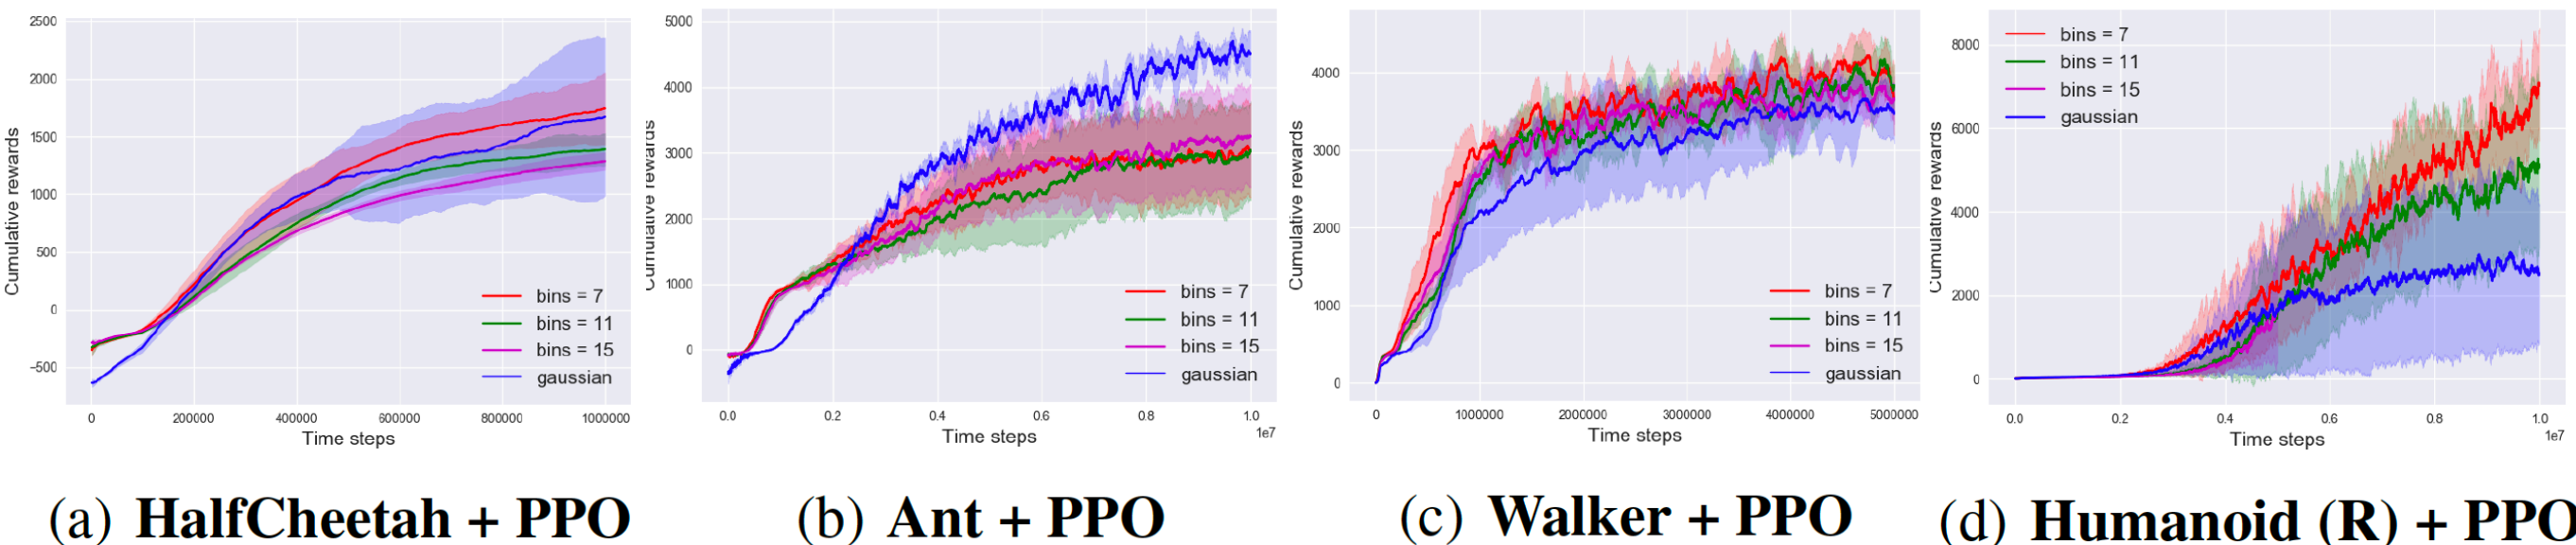 2500
2000
1500
1000
500
0
−500
Cumulative rewards
bins = 7
bins = 11
bins = 15
gaussian
0 200000 400000 600000 800000 1000000
Time steps
(a) HalfCheetah + PPO
5000
4000
3000
2000
1000
0
Cumulative rewards
bins = 7
bins = 11
bins = 15
gaussian
0.0 0.2 0.4 0.6 0.8 1.0
1e7
Time steps
(b) Ant + PPO
4000
3000
2000
1000
0
Cumulative rewards
bins = 7
bins = 11
bins = 15
gaussian
0 1000000 2000000 3000000 4000000 5000000
Time steps
(c) Walker + PPO
8000
6000
4000
2000
0
Cumulative rewards
bins = 7
bins = 11
bins = 15
gaussian
0.0 0.2 0.4 0.6 0.8 1.0
1e7
Time steps
(d) Humanoid (R) + PPO